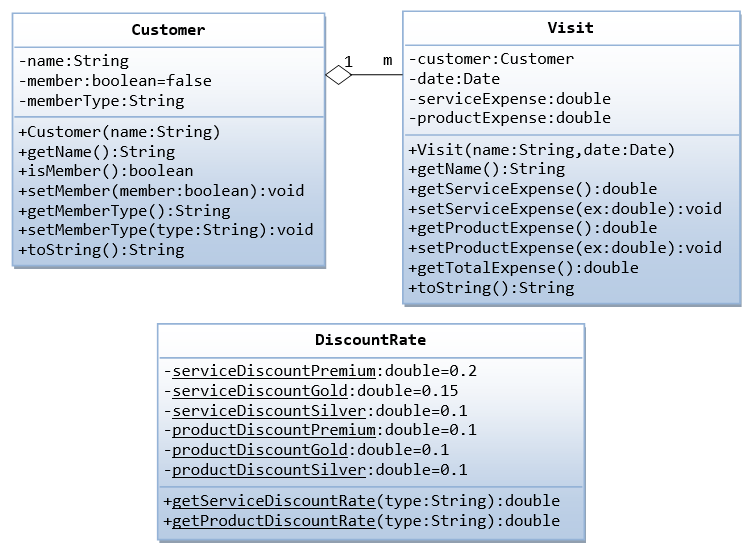 Customer
-name:String
-member:boolean=false
-memberType:String
+Customer(name:String)
+getName():String
+isMember():boolean
+setMember(member:boolean):void
+getMemberType():String
+setMemberType(type:String):void
+toString():String
1
m
Visit
-customer:Customer
-date:Date
-serviceExpense:double
-productExpense:double
+Visit(name:String,date:Date)
+getName():String
+getServiceExpense():double
+setServiceExpense(ex:double):void
+getProductExpense():double
+setProductExpense(ex:double):void
+getTotalExpense():double
+toString():String
DiscountRate
-serviceDiscountPremium:double=0.2
-serviceDiscountGold:double=0.15
-serviceDiscountSilver:double=0.1
-productDiscountPremium:double=0.1
-productDiscountGold:double=0.1
-productDiscountSilver:double=0.1
+getServiceDiscountRate(type:String):double
+getProductDiscountRate(type:String):double